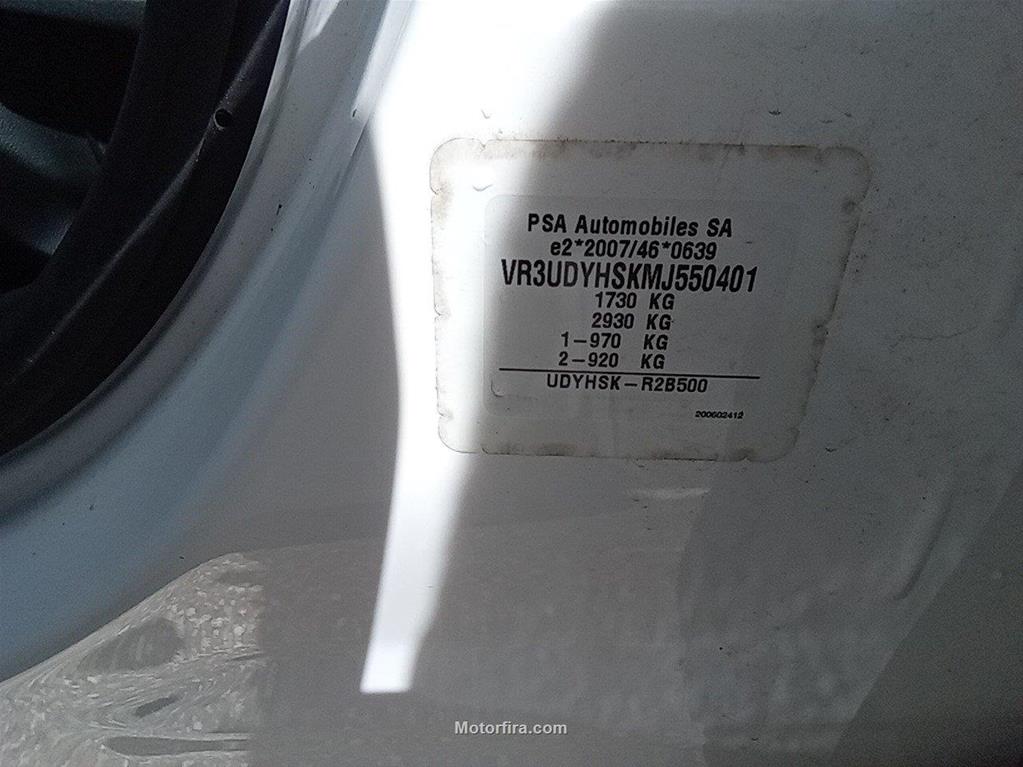 PSA Automobiles SA
e2*2007/46*0639
VR3UDYHSKMJ550401
1730 KG
2930 KG
1-970 KG
2-920 KG
UDYHSK-R2B500
200602412
Motorfira.com